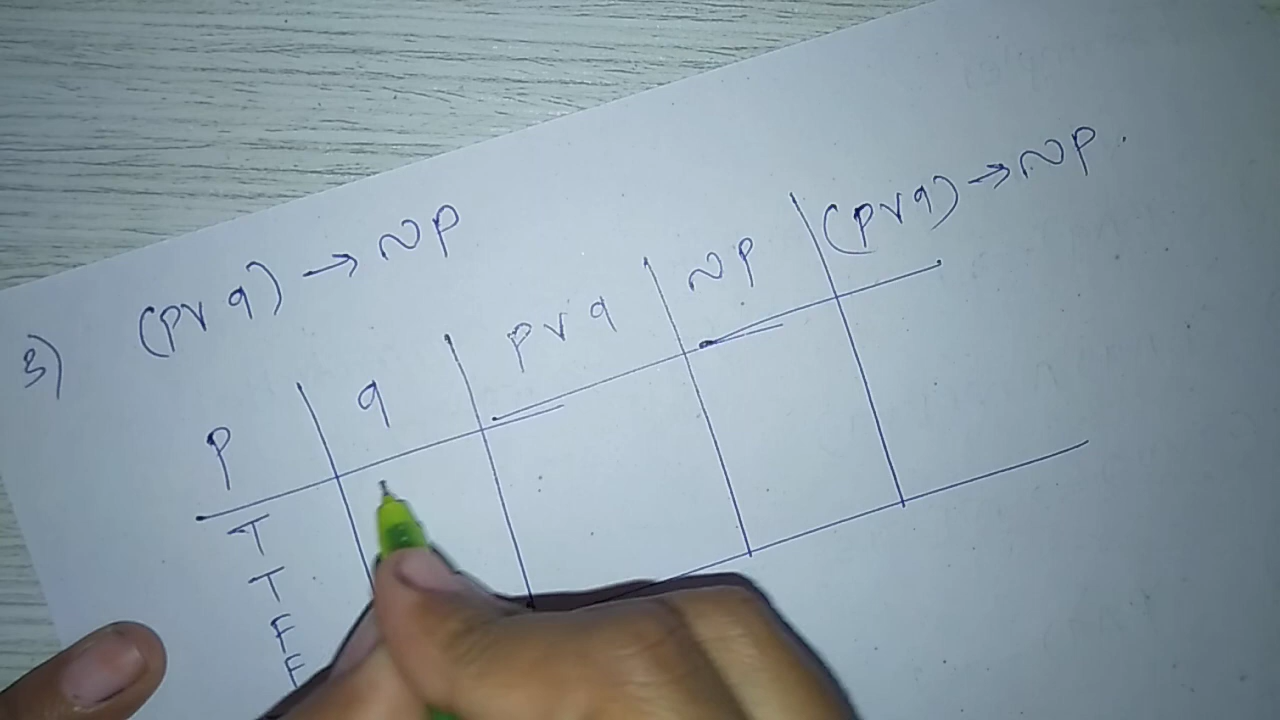 3) (p∨q) → ~p
p q p∨q ~p (p∨q) → ~p.
T
T
F
F